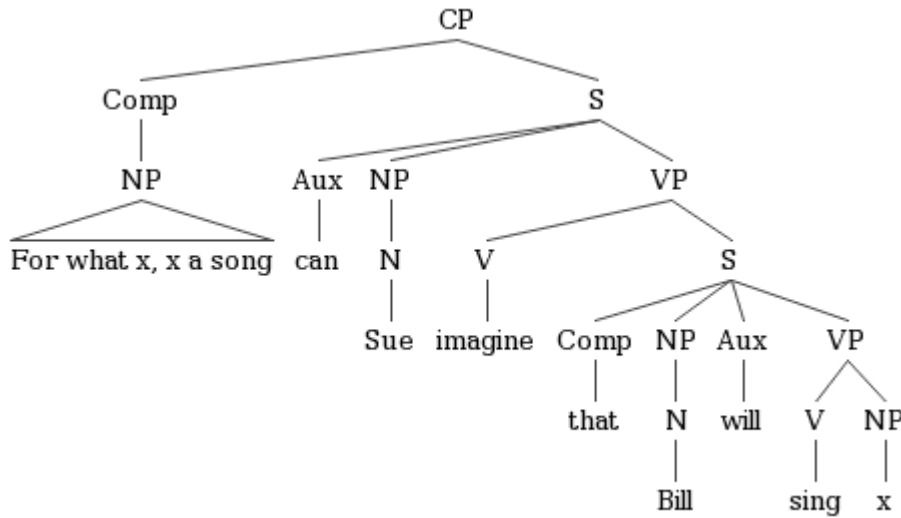 CP
Comp S
NP Aux NP VP
For what x, x a song can N V S
Sue imagine Comp NP Aux VP
that N will V NP
Bill sing x